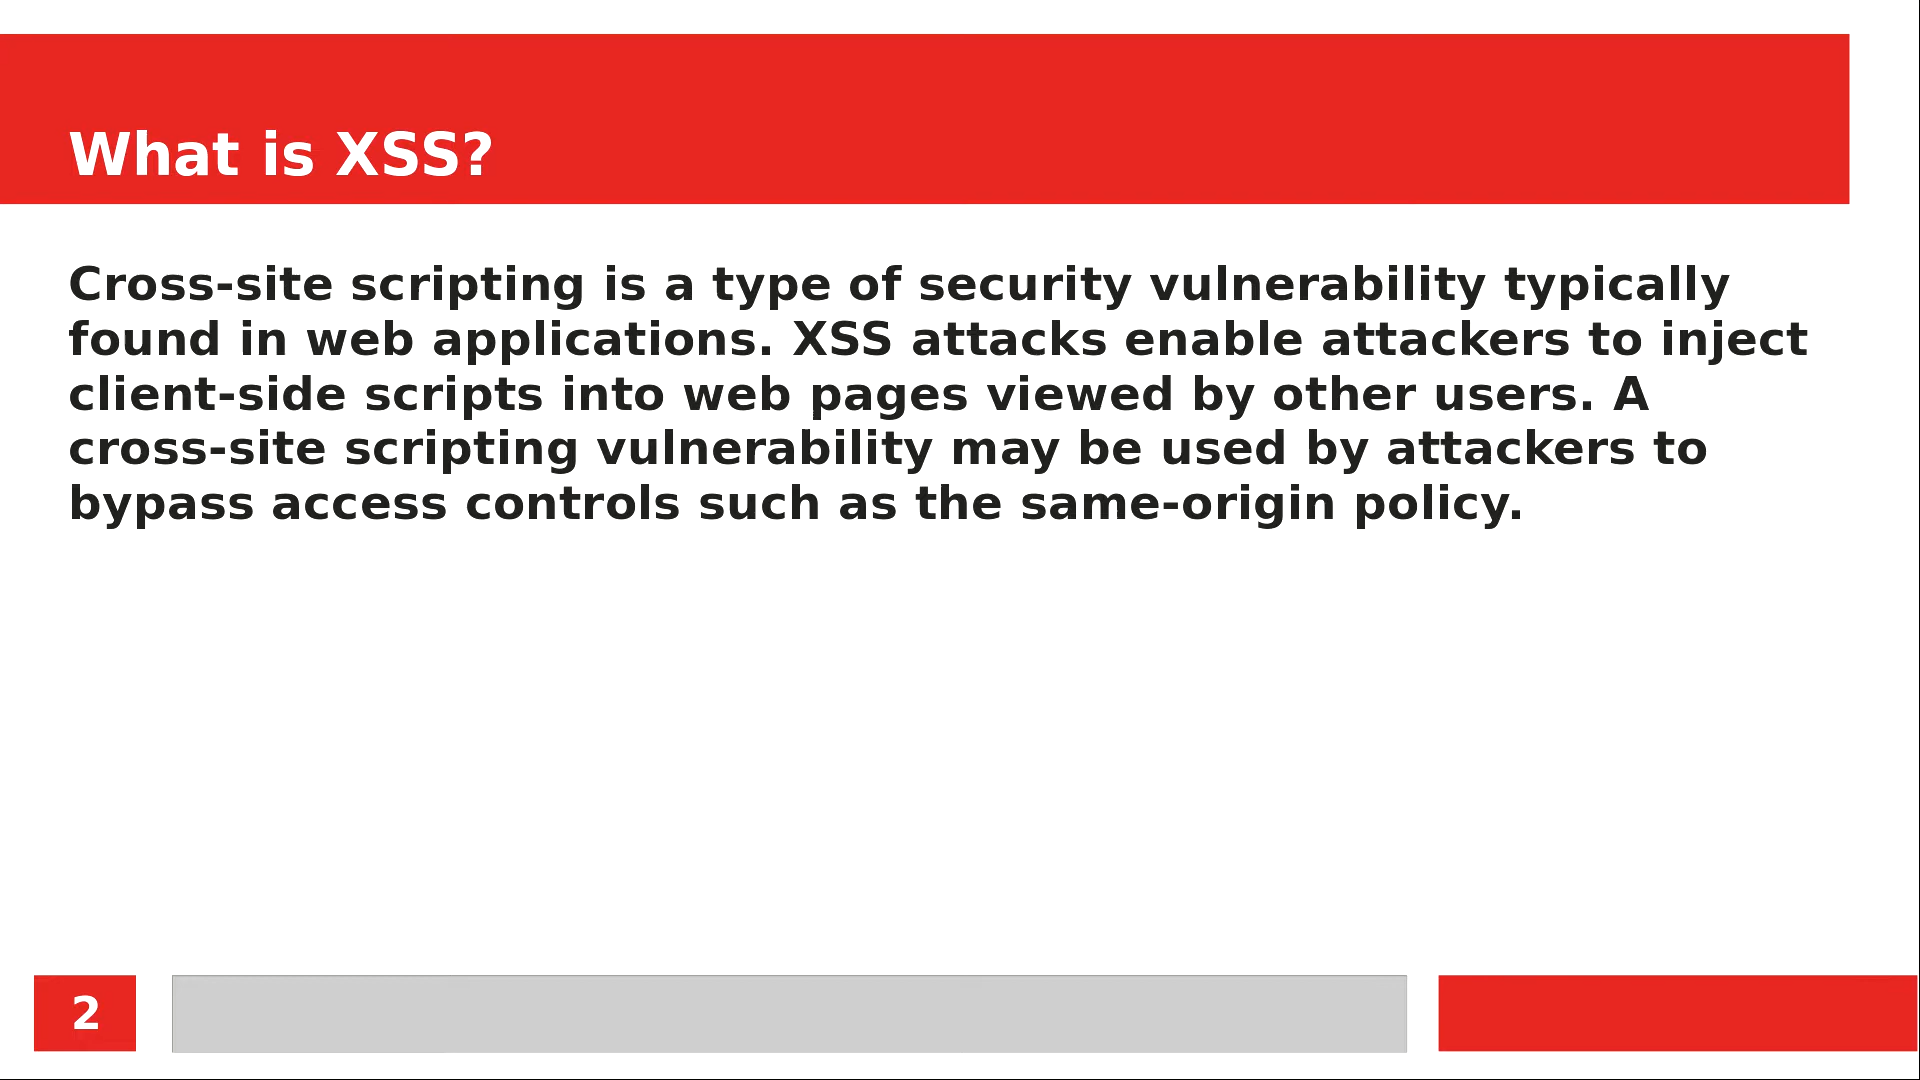 What is XSS?
Cross-site scripting is a type of security vulnerability typically
found in web applications. XSS attacks enable attackers to inject
client-side scripts into web pages viewed by other users. A
cross-site scripting vulnerability may be used by attackers to
bypass access controls such as the same-origin policy.
2